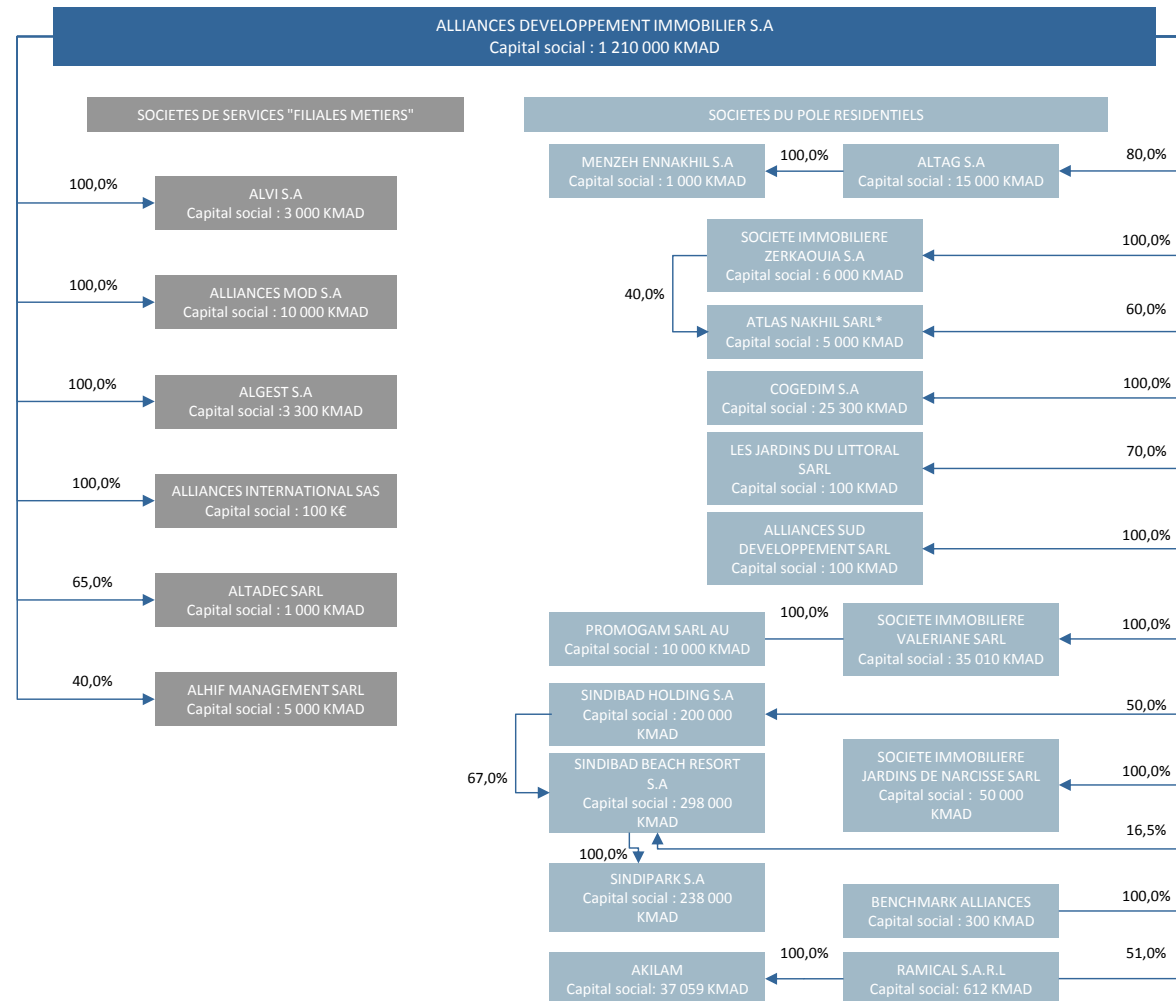 ALLIANCES DEVELOPPEMENT IMMOBILIER S.A
Capital social : 1 210 000 KMAD
SOCIETES DE SERVICES "FILIALES METIERS"
100,0%
ALVI S.A
Capital social : 3 000 KMAD
100,0%
ALLIANCES MOD S.A
Capital social : 10 000 KMAD
100,0%
ALGEST S.A
Capital social :3 300 KMAD
100,0%
ALLIANCES INTERNATIONAL SAS
Capital social : 100 K€
65,0%
ALTADEC SARL
Capital social : 1 000 KMAD
40,0%
ALHIF MANAGEMENT SARL
Capital social : 5 000 KMAD
SOCIETES DU POLE RESIDENTIELS
MENZEH ENNAKHIL S.A
Capital social : 1 000 KMAD
100,0%
ALTAG S.A
Capital social : 15 000 KMAD
80,0%
SOCIETE IMMOBILIERE
ZERKAOUIA S.A
Capital social : 6 000 KMAD
100,0%
40,0%
ATLAS NAKHIL SARL*
Capital social : 5 000 KMAD
60,0%
COGEDIM S.A
Capital social : 25 300 KMAD
100,0%
LES JARDINS DU LITTORAL
SARL
Capital social : 100 KMAD
70,0%
ALLIANCES SUD
DEVELOPPEMENT SARL
Capital social : 100 KMAD
100,0%
PROMOGAM SARL AU
Capital social : 10 000 KMAD
100,0%
SOCIETE IMMOBILIERE
VALERIANE SARL
Capital social : 35 010 KMAD
100,0%
SINDIBAD HOLDING S.A
Capital social : 200 000
KMAD
50,0%
67,0%
SINDIBAD BEACH RESORT
S.A
Capital social : 298 000
KMAD
SOCIETE IMMOBILIERE
JARDINS DE NARCISSE SARL
Capital social : 50 000
KMAD
100,0%
16,5%
100,0%
SINDIPARK S.A
Capital social : 238 000
KMAD
BENCHMARK ALLIANCES
Capital social : 300 KMAD
100,0%
AKILAM
Capital social: 37 059 KMAD
100,0%
RAMICAL S.A.R.L
Capital social: 612 KMAD
51,0%